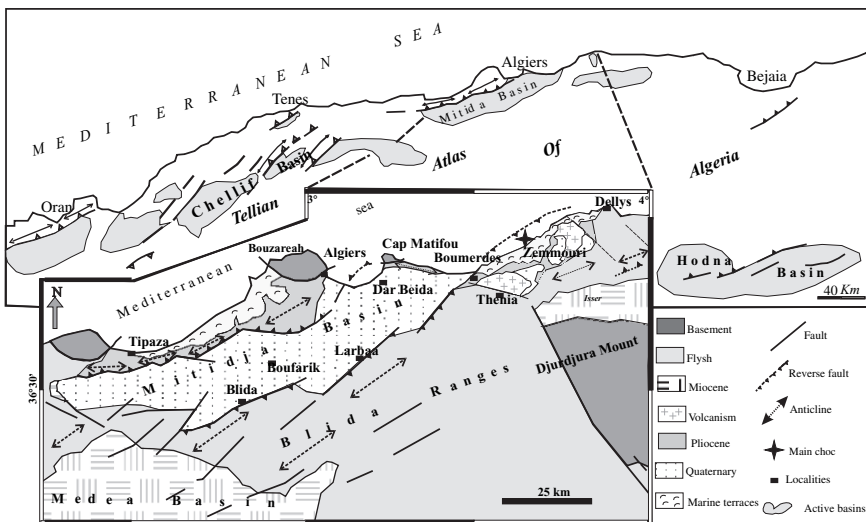 MEDITERRANEAN SEA
Algiers
Bejaia
Tenes
Mitida Basin
Oran
Chellif Basin
Tellian Atlas Of Algeria
3°
4°
sea
Dellys
Bouzareah
Algiers
Cap Matifou
Boumerdes
Zemmouri
Hodna Basin
40 Km
Mediterranean
N
Dar Beida
Thenia
Isser
Tipaza
Mitidja Basin
Larbaa
Boufarik
Djurdjura Mount
36°30'
Blida
Blida Ranges
Medea Basin
25 km
Basement
Flysh
Miocene
Volcanism
Pliocene
Quaternary
Marine terraces
Fault
Reverse fault
Anticline
Main choc
Localities
Active basins